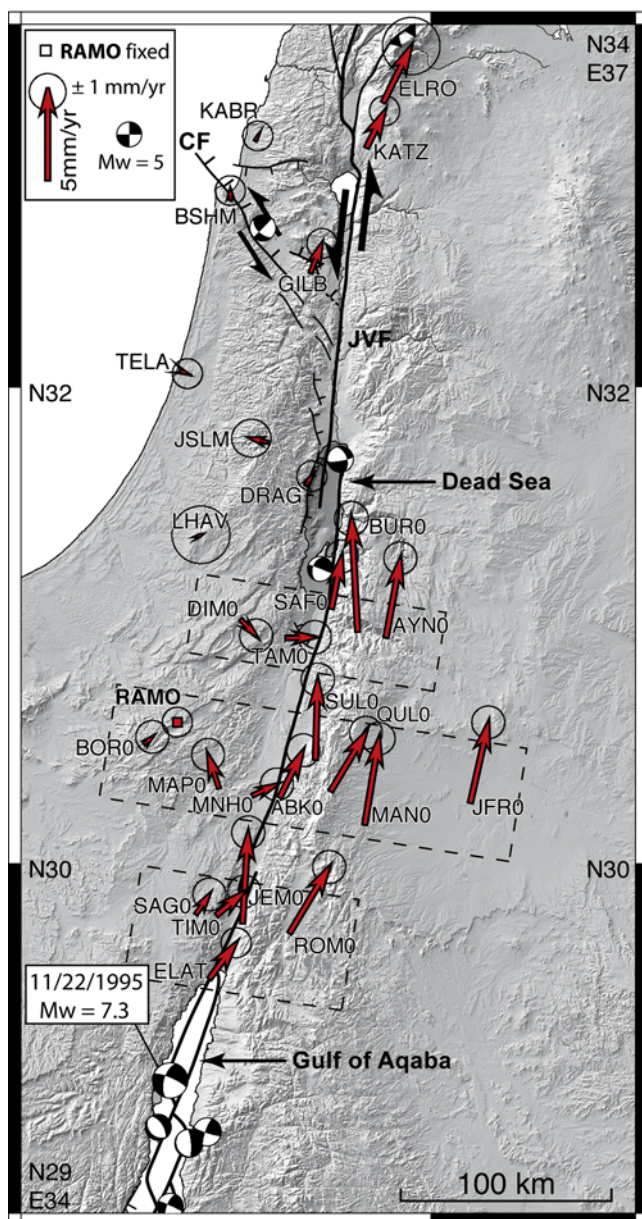 RAMO fixed
± 1 mm/yr
5mm/yr
Mw = 5
N34
E37
ELRO
KABR
KATZ
CF
BSHM
GILB
JVF
TELA
N32
N32
JSLM
Dead Sea
DRAG
LHAV
BUR0
SAF0
AYN0
DIM0
TAM0
RAMO
SUL0
QUL0
BOR0
MAP0
MNH0
ABK0
MAN0
JFR0
N30
N30
SAG0
JEM0
TIM0
ROM0
ELAT
11/22/1995
Mw = 7.3
Gulf of Aqaba
N29
E34
100 km